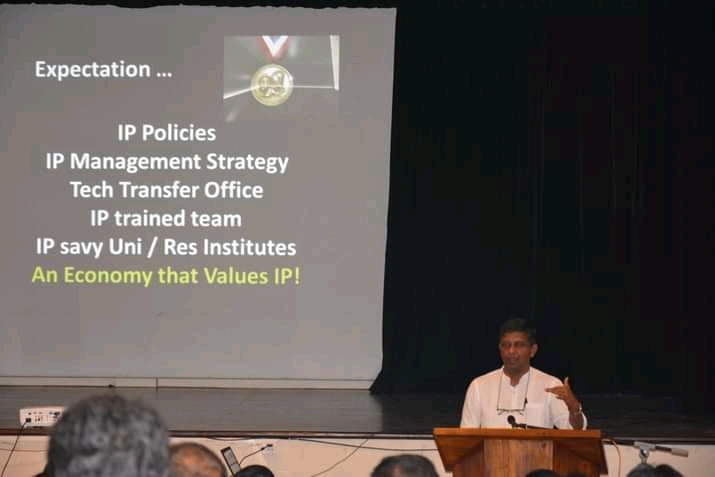 Expectation ...
IP Policies
IP Management Strategy
Tech Transfer Office
IP trained team
IP savy Uni / Res Institutes
An Economy that Values IP!